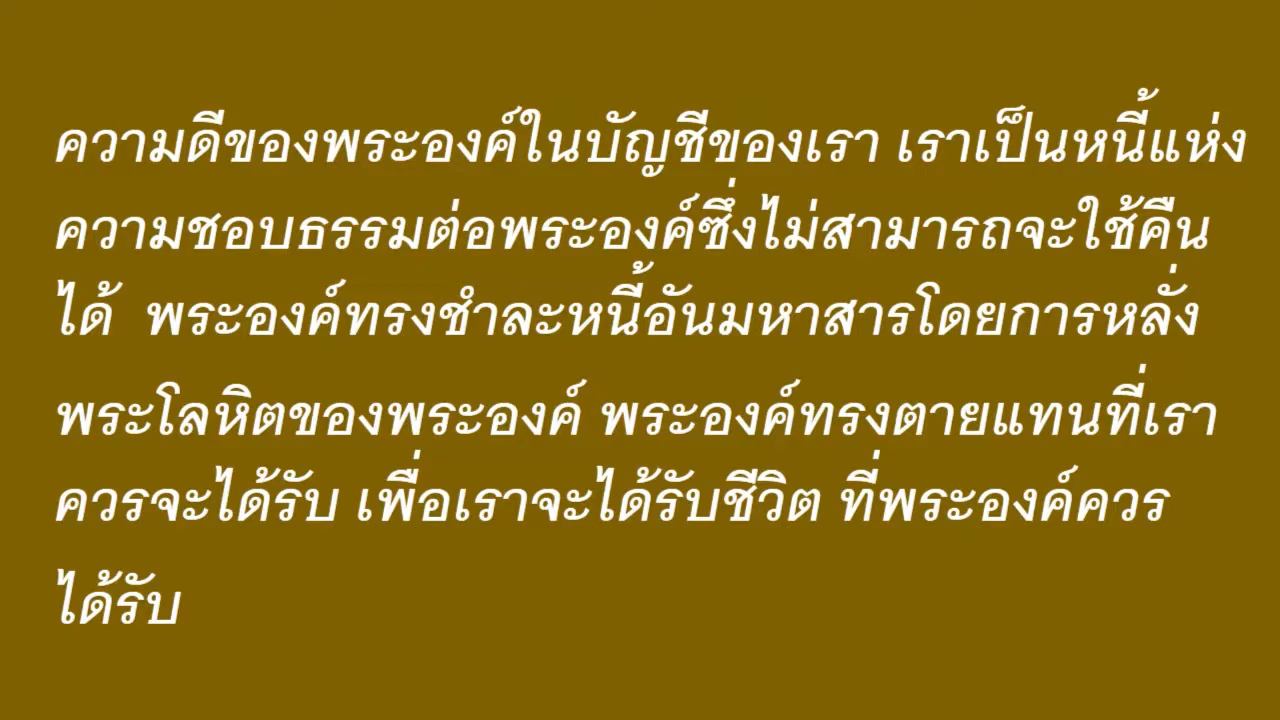 ความดีของพระองค์ในบัญชีของเรา เราเป็นหนี้แห่ง
ความชอบธรรมต่อพระองค์ซึ่งไม่สามารถจะใช้คืน
ได้  พระองค์ทรงชำละหนี้อันมหาสารโดยการหลั่ง
พระโลหิตของพระองค์ พระองค์ทรงตายแทนที่เรา
ควรจะได้รับ เพื่อเราจะได้รับชีวิต ที่พระองค์ควร
ได้รับ